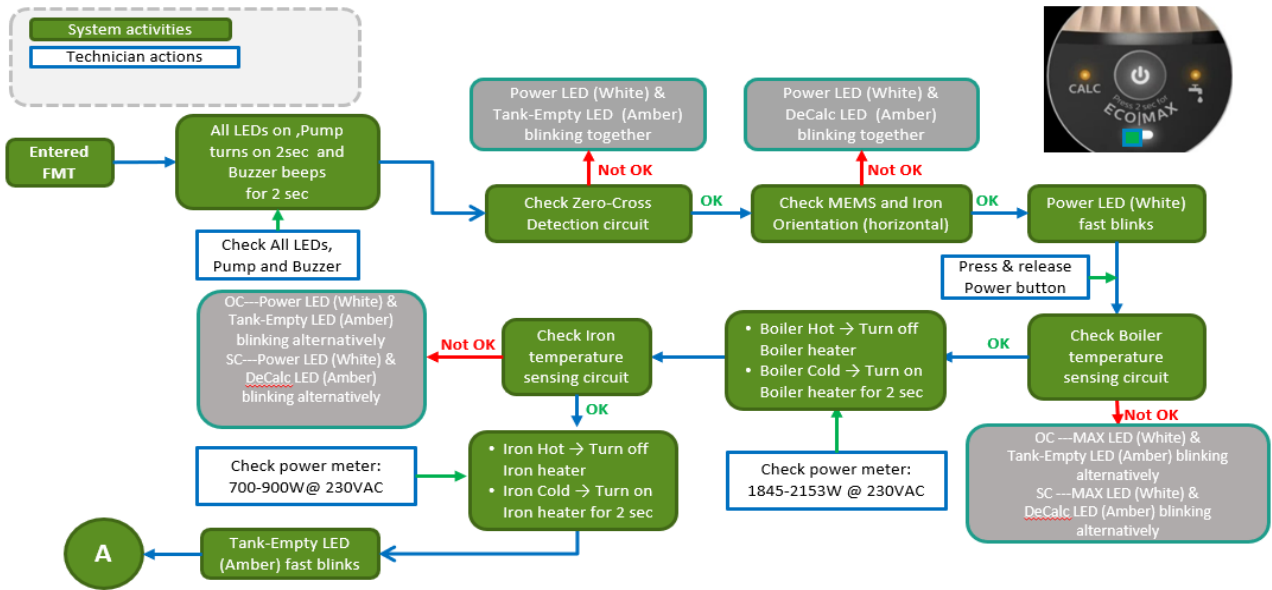 System activities
Technician actions
CALC
Press 2 sec for
ECO|MAX
Entered
FMT
All LEDs on ,Pump
turns on 2sec and
Buzzer beeps
for 2 sec
Check All LEDs,
Pump and Buzzer
Power LED (White) &
Tank-Empty LED (Amber)
blinking together
Not OK
Check Zero-Cross
Detection circuit
OK
Power LED (White) &
DeCalc LED (Amber)
blinking together
Not OK
Check MEMS and Iron
Orientation (horizontal)
OK
Power LED (White)
fast blinks
Press & release
Power button
Check Boiler
temperature
sensing circuit
Not OK
OC ---MAX LED (White) &
Tank-Empty LED (Amber) blinking
alternatively
SC ---MAX LED (White) &
DeCalc LED (Amber) blinking
alternatively
OK
• Boiler Hot → Turn off
Boiler heater
• Boiler Cold → Turn on
Boiler heater for 2 sec
Check power meter:
1845-2153W @ 230VAC
Check Iron
temperature
sensing circuit
Not OK
OC---Power LED (White) &
Tank-Empty LED (Amber)
blinking alternatively
SC---Power LED (White) &
DeCalc LED (Amber)
blinking alternatively
OK
• Iron Hot → Turn off
Iron heater
• Iron Cold → Turn on
Iron heater for 2 sec
Check power meter:
700-900W@ 230VAC
Tank-Empty LED
(Amber) fast blinks
A